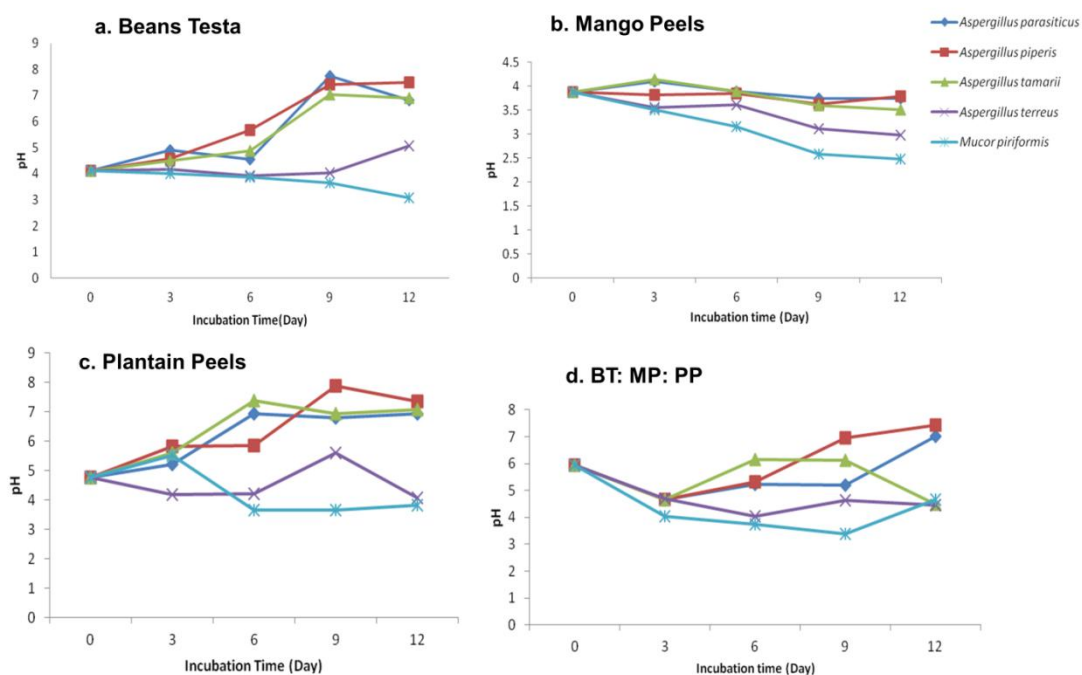 a. Beans Testa
9
8
7
6
5
4
3
2
1
0
pH
0 3 6 9 12
Incubation Time(Day)
b. Mango Peels
4.5
4
3.5
3
2.5
2
1.5
1
0.5
0
pH
0 3 6 9 12
Incubation time (Day)
Aspergillus parasiticus
Aspergillus piperis
Aspergillus tamarii
Aspergillus terreus
Mucor piriformis
c. Plantain Peels
9
8
7
6
5
4
3
2
1
0
pH
0 3 6 9 12
Incubation Time (Day)
d. BT: MP: PP
8
7
6
5
4
3
2
1
0
pH
0 3 6 9 12
Incubation time (Day)